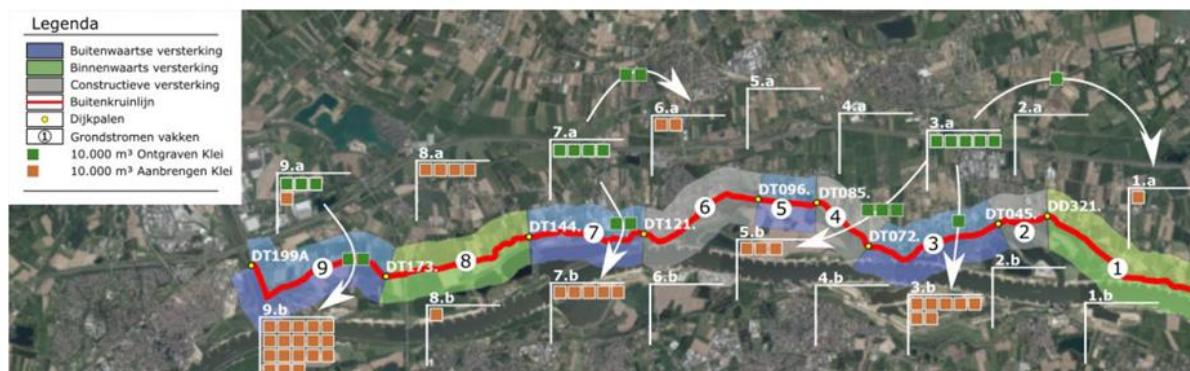 Legenda
Buitenwaartse versterking
Binnenwaarts versterking
Constructieve versterking
Buitenkruinlijn
Dijkpalen
① Grondstromen vakken
10.000 m³ Ontgraven Klei
10.000 m³ Aanbrengen Klei
9.a
8.a
7.a
6.a
5.a
4.a
3.a
2.a
1.a
DT199A
9
DT173.
8
DT144.
7
DT121.
6
DT096.
5
DT085.
4
DT072.
3
DT045.
2
DD321.
1
9.b
8.b
7.b
6.b
5.b
4.b
3.b
2.b
1.b